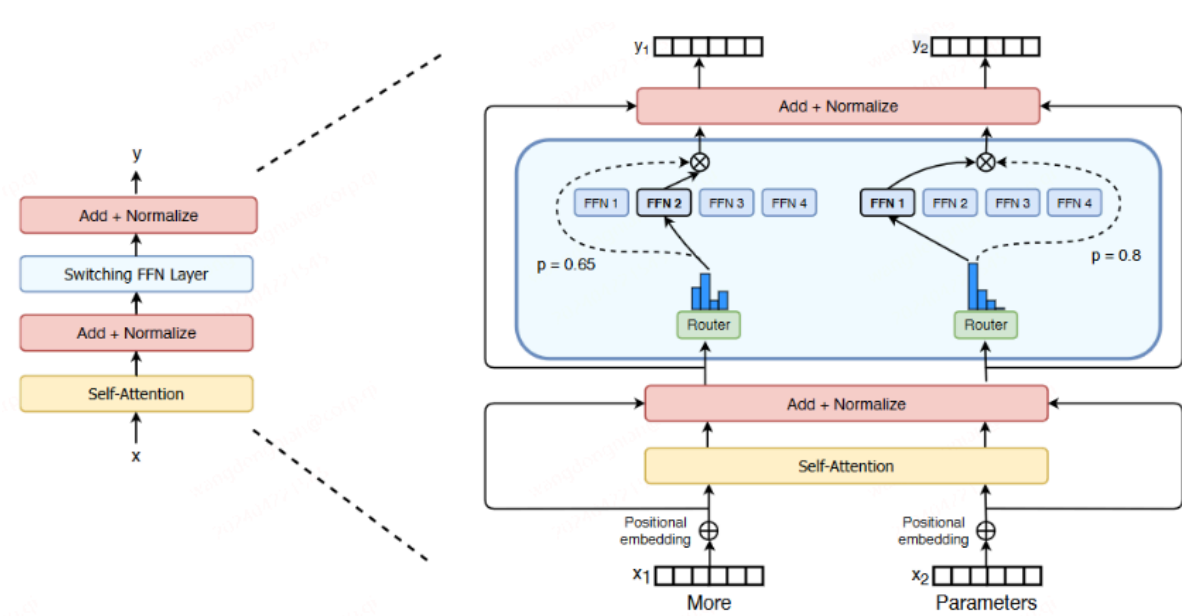 y
Add + Normalize
Switching FFN Layer
Add + Normalize
Self-Attention
x
y1
y2
Add + Normalize
FFN 1
FFN 2
FFN 3
FFN 4
FFN 1
FFN 2
FFN 3
FFN 4
p = 0.65
p = 0.8
Router
Router
Add + Normalize
Self-Attention
Positional
embedding
Positional
embedding
x1
x2
More
Parameters